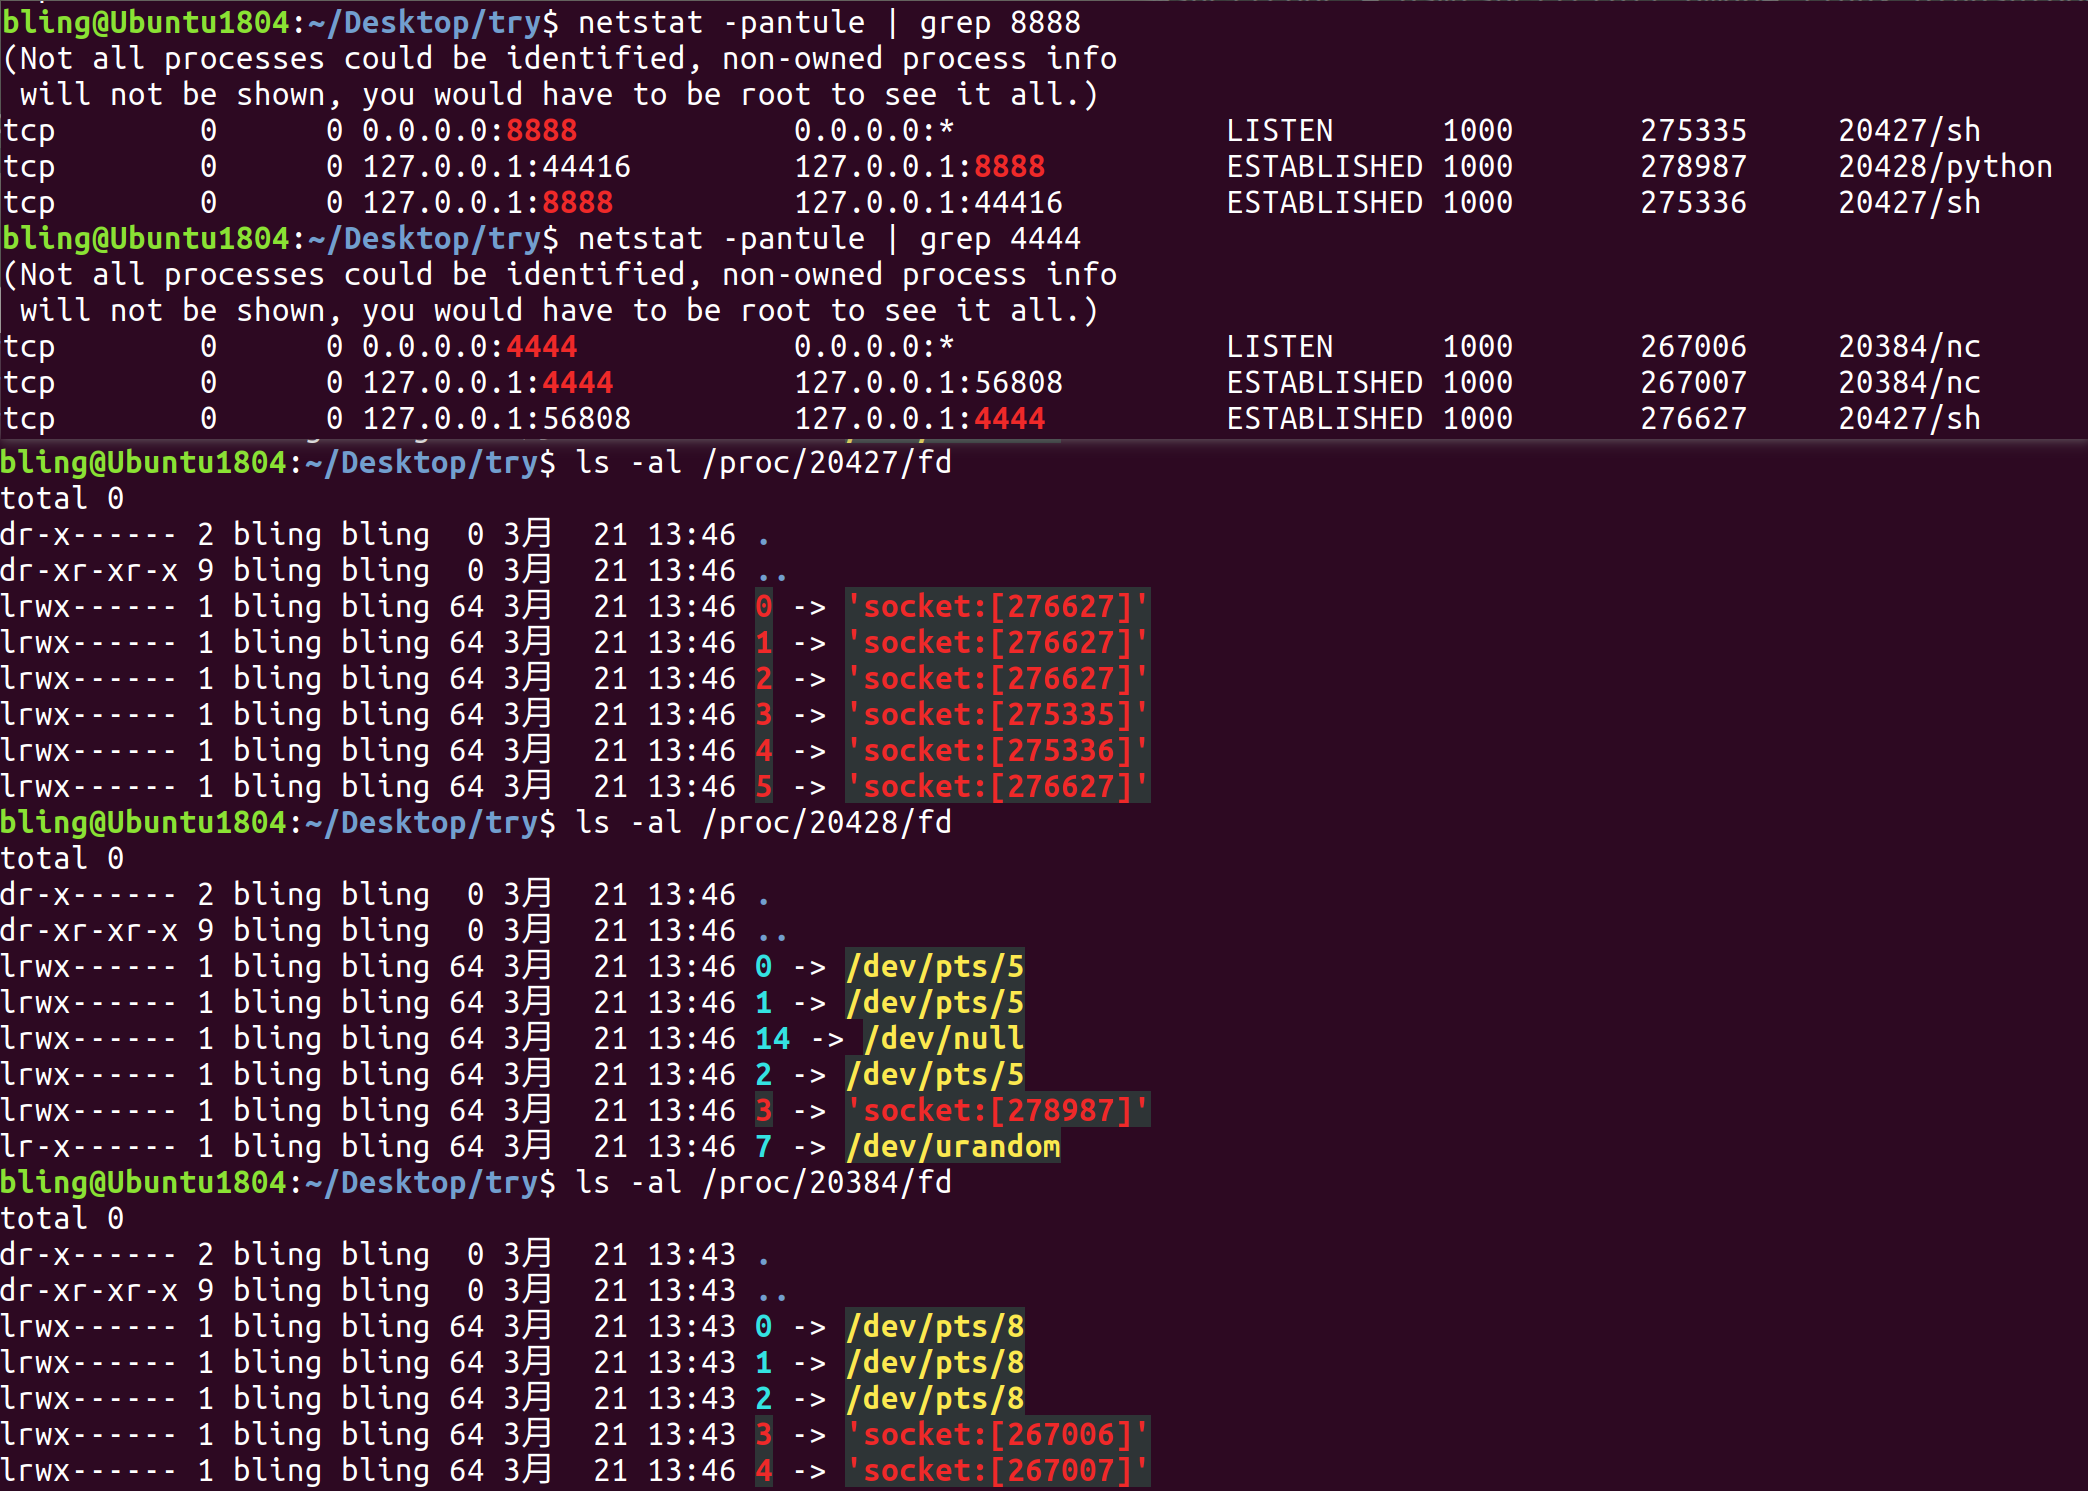 bling@Ubuntu1804:~/Desktop/try$ netstat -pantule | grep 8888
(Not all processes could be identified, non-owned process info
 will not be shown, you would have to be root to see it all.)
tcp        0      0 0.0.0.0:8888            0.0.0.0:*               LISTEN      1000       275335     20427/sh
tcp        0      0 127.0.0.1:44416         127.0.0.1:8888          ESTABLISHED 1000       278987     20428/python
tcp        0      0 127.0.0.1:8888          127.0.0.1:44416         ESTABLISHED 1000       275336     20427/sh
bling@Ubuntu1804:~/Desktop/try$ netstat -pantule | grep 4444
(Not all processes could be identified, non-owned process info
 will not be shown, you would have to be root to see it all.)
tcp        0      0 0.0.0.0:4444            0.0.0.0:*               LISTEN      1000       267006     20384/nc
tcp        0      0 127.0.0.1:4444          127.0.0.1:56808         ESTABLISHED 1000       267007     20384/nc
tcp        0      0 127.0.0.1:56808         127.0.0.1:4444          ESTABLISHED 1000       276627     20427/sh
bling@Ubuntu1804:~/Desktop/try$ ls -al /proc/20427/fd
total 0
dr-x------ 2 bling bling  0 3月  21 13:46 .
dr-xr-xr-x 9 bling bling  0 3月  21 13:46 ..
lrwx------ 1 bling bling 64 3月  21 13:46 0 -> 'socket:[276627]'
lrwx------ 1 bling bling 64 3月  21 13:46 1 -> 'socket:[276627]'
lrwx------ 1 bling bling 64 3月  21 13:46 2 -> 'socket:[276627]'
lrwx------ 1 bling bling 64 3月  21 13:46 3 -> 'socket:[275335]'
lrwx------ 1 bling bling 64 3月  21 13:46 4 -> 'socket:[275336]'
lrwx------ 1 bling bling 64 3月  21 13:46 5 -> 'socket:[276627]'
bling@Ubuntu1804:~/Desktop/try$ ls -al /proc/20428/fd
total 0
dr-x------ 2 bling bling  0 3月  21 13:46 .
dr-xr-xr-x 9 bling bling  0 3月  21 13:46 ..
lrwx------ 1 bling bling 64 3月  21 13:46 0 -> /dev/pts/5
lrwx------ 1 bling bling 64 3月  21 13:46 1 -> /dev/pts/5
lrwx------ 1 bling bling 64 3月  21 13:46 14 -> /dev/null
lrwx------ 1 bling bling 64 3月  21 13:46 2 -> /dev/pts/5
lrwx------ 1 bling bling 64 3月  21 13:46 3 -> 'socket:[278987]'
lr-x------ 1 bling bling 64 3月  21 13:46 7 -> /dev/urandom
bling@Ubuntu1804:~/Desktop/try$ ls -al /proc/20384/fd
total 0
dr-x------ 2 bling bling  0 3月  21 13:43 .
dr-xr-xr-x 9 bling bling  0 3月  21 13:43 ..
lrwx------ 1 bling bling 64 3月  21 13:43 0 -> /dev/pts/8
lrwx------ 1 bling bling 64 3月  21 13:43 1 -> /dev/pts/8
lrwx------ 1 bling bling 64 3月  21 13:43 2 -> /dev/pts/8
lrwx------ 1 bling bling 64 3月  21 13:43 3 -> 'socket:[267006]'
lrwx------ 1 bling bling 64 3月  21 13:46 4 -> 'socket:[267007]'